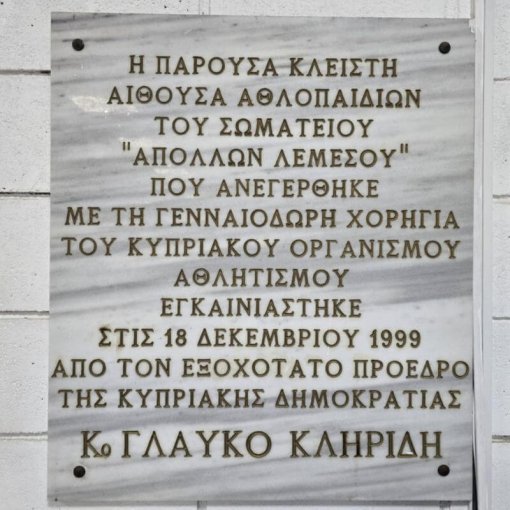 Η ΠΑΡΟΥΣΑ ΚΛΕΙΣΤΗ
ΑΙΘΟΥΣΑ ΑΘΛΟΠΑΙΔΙΩΝ
ΤΟΥ ΣΩΜΑΤΕΙΟΥ
"ΑΠΟΛΛΩΝ ΛΕΜΕΣΟΥ"
ΠΟΥ ΑΝΕΓΕΡΘΗΚΕ
ΜΕ ΤΗ ΓΕΝΝΑΙΟΔΩΡΗ ΧΟΡΗΓΙΑ
ΤΟΥ ΚΥΠΡΙΑΚΟΥ ΟΡΓΑΝΙΣΜΟΥ
ΑΘΛΗΤΙΣΜΟΥ
ΕΓΚΑΙΝΙΑΣΤΗΚΕ
ΣΤΙΣ 18 ΔΕΚΕΜΒΡΙΟΥ 1999
ΑΠΟ ΤΟΝ ΕΞΟΧΟΤΑΤΟ ΠΡΟΕΔΡΟ
ΤΗΣ ΚΥΠΡΙΑΚΗΣ ΔΗΜΟΚΡΑΤΙΑΣ
Κο ΓΛΑΥΚΟ ΚΛΗΡΙΔΗ